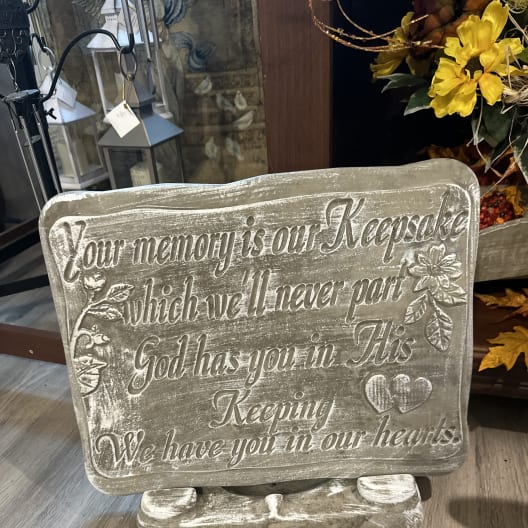 Your memory is our Keepsake
which we'll never part
God has you in His
Keeping
We have you in our hearts.